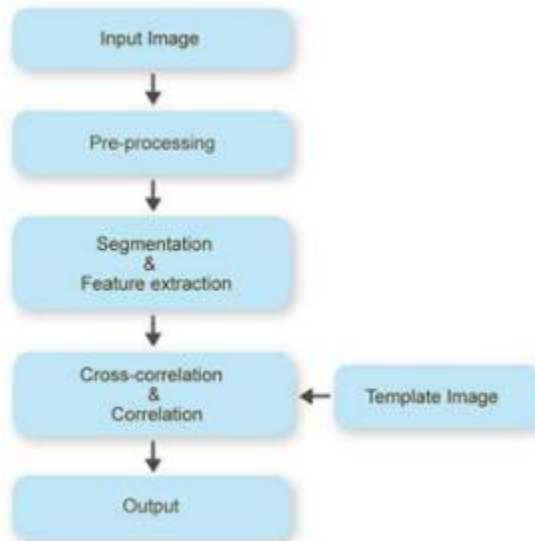 Input Image
Pre-processing
Segmentation
&
Feature extraction
Cross-correlation
&
Correlation
Template Image
Output